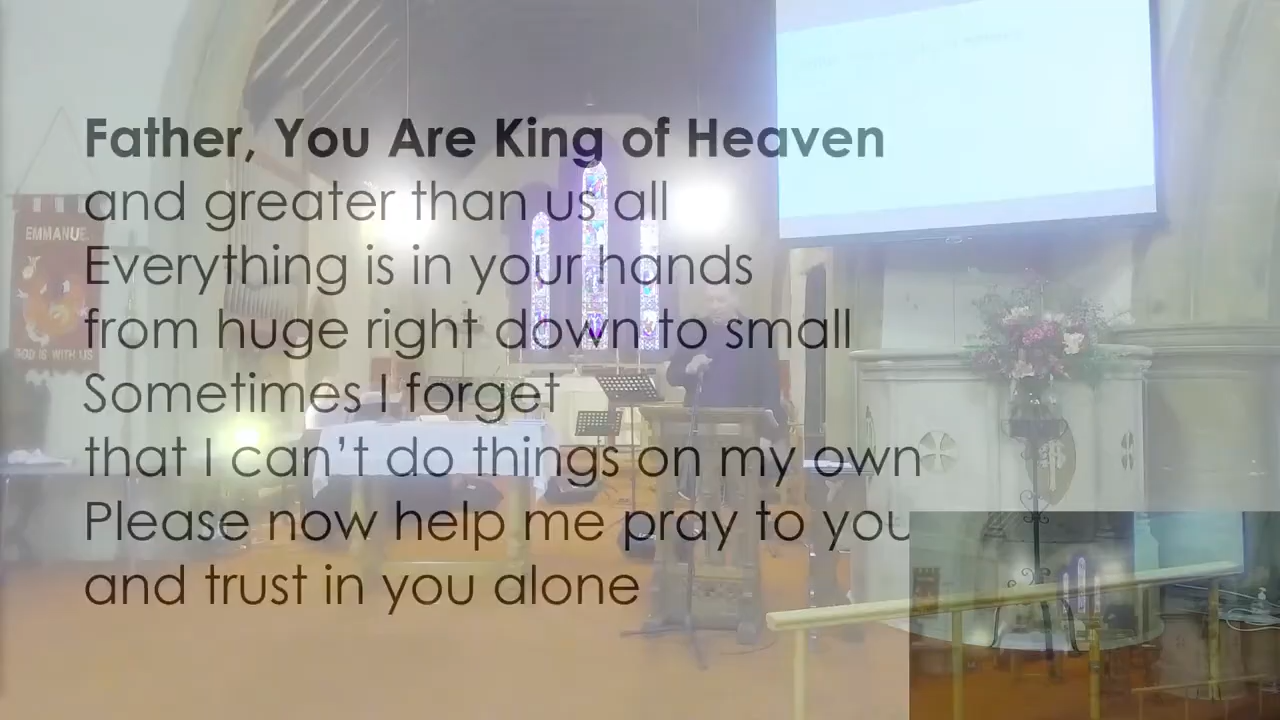 Father, You Are King of Heaven
and greater than us all
Everything is in your hands
from huge right down to small
Sometimes I forget
that I can’t do things on my own
Please now help me pray to you
and trust in you alone
EMMANUEL
GOD IS WITH US